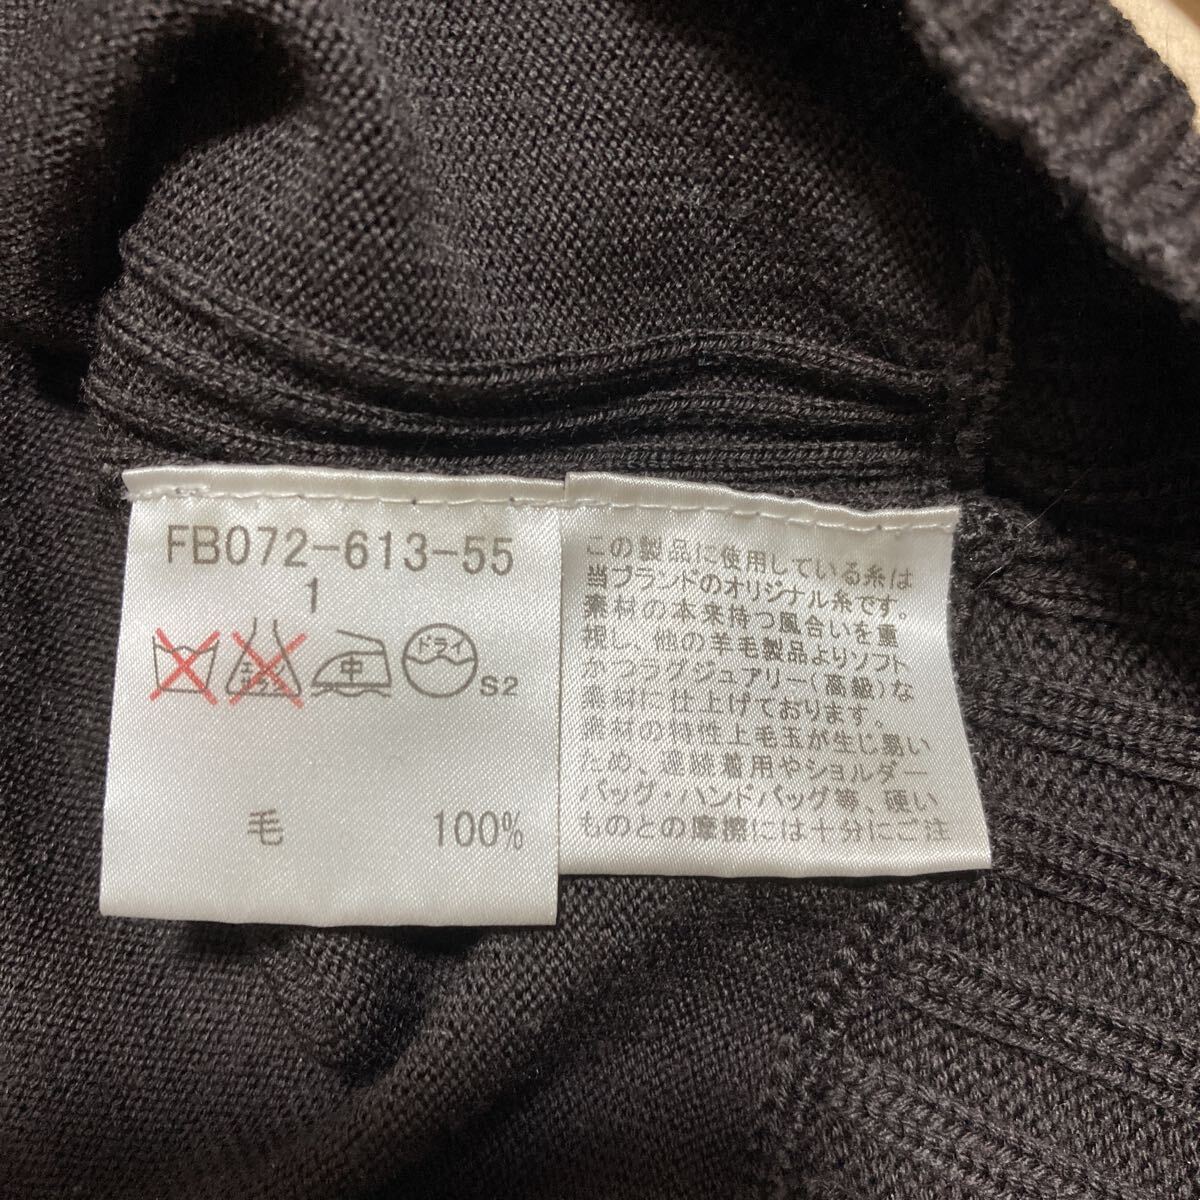 FB072-613-55
1
エンソ
サラシ
中
ドライ
S2
毛 100%
この製品に使用している糸は
当ブランドのオリジナル糸です。
素材の本来持つ風合いを重
視し、他の羊毛製品よりソフト
かつラグジュアリー(高級)な
素材に仕上げております。
素材の特性上毛玉が生じ易い
ため、連続着用やショルダー
バッグ・ハンドバッグ等、硬い
ものとの摩擦には十分にご注